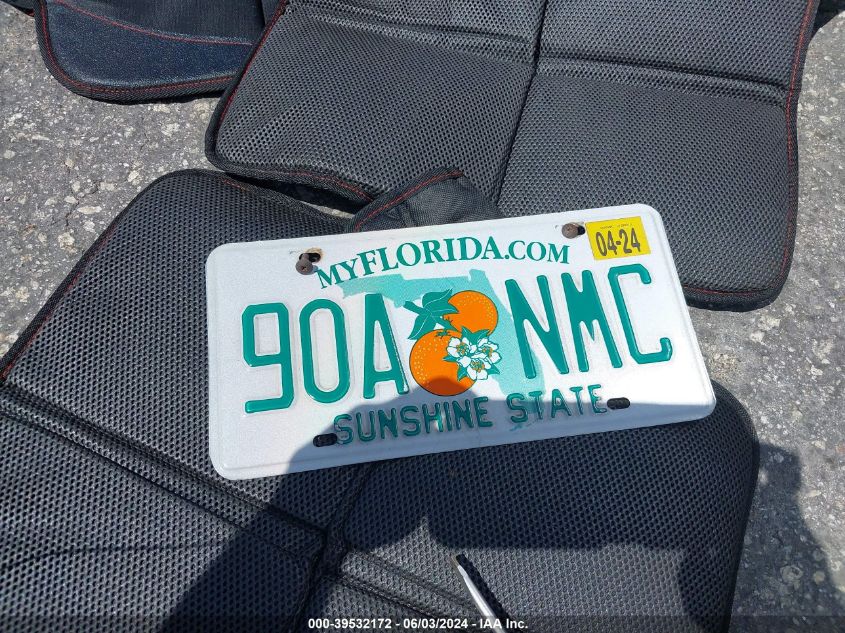 MYFLORIDA.COM
04-24
90A NMC
SUNSHINE STATE
000-39532172 - 06/03/2024 - IAA Inc.